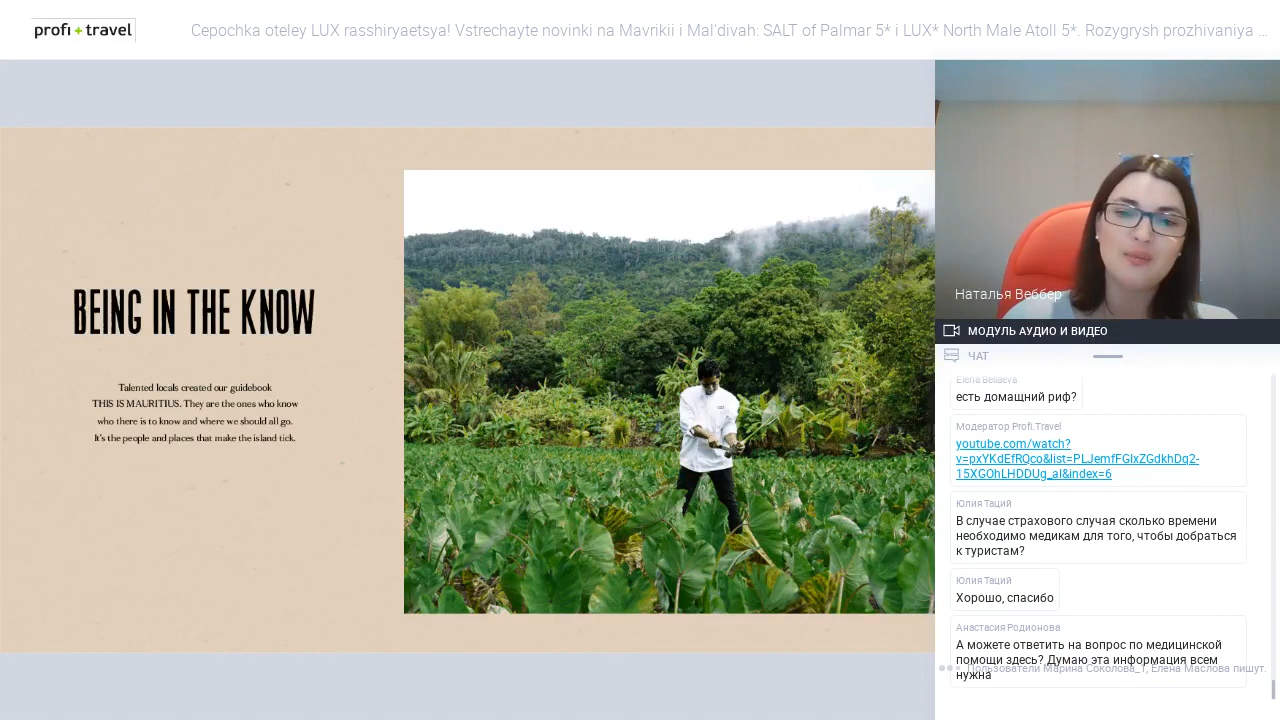 profi + travel
Cepochka oteley LUX rasshiryaetsya! Vstrechayte novinki na Mavrikii i Mal'divah: SALT of Palmar 5* i LUX* North Male Atoll 5*. Rozygrysh prozhivaniya ...
BEING IN THE KNOW
Talented locals created our guidebook
THIS IS MAURITIUS. They are the ones who know
who there is to know and where we should all go.
It's the people and places that make the island tick.
Наталья Веббер
МОДУЛЬ АУДИО И ВИДЕО
ЧАТ
Elena Beliaeva
есть домашний риф?
Модератор Profi.Travel
youtube.com/watch?
v=pxYKdEfRQco&list=PLJemfFGIxZGdkhDq2-
15XGOhLHDDUg_al&index=6
Юлия Таций
В случае страхового случая сколько времени
необходимо медикам для того, чтобы добраться
к туристам?
Юлия Таций
Хорошо, спасибо
Анастасия Родионова
А можете ответить на вопрос по медицинской
помощи здесь? Думаю эта информация всем
Пользователи Марина Соколова_1, Елена Маслова пишут.
нужна